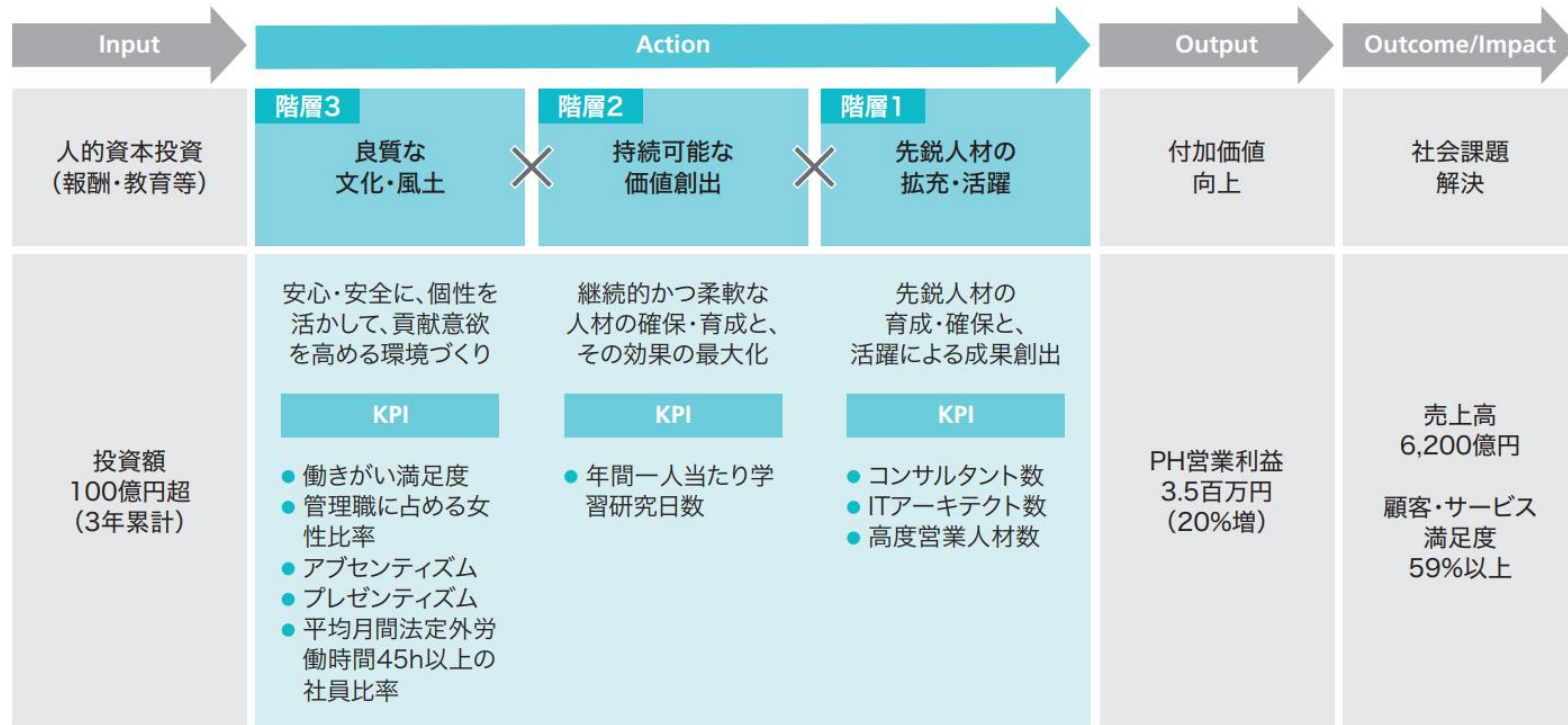 Input
Action
Output
Outcome/Impact
人的資本投資
（報酬・教育等）
階層3
良質な
文化・風土
階層2
持続可能な
価値創出
階層1
先鋭人材の
拡充・活躍
付加価値
向上
社会課題
解決
投資額
100億円超
（3年累計）
安心・安全に、個性を
活かして、貢献意欲
を高める環境づくり
KPI
● 働きがい満足度
● 管理職に占める女
性比率
● アブセンティズム
● プレゼンティズム
● 平均月間法定外労
働時間45h以上の
社員比率
継続的かつ柔軟な
人材の確保・育成と、
その効果の最大化
KPI
● 年間一人当たり学
習研究日数
先鋭人材の
育成・確保と、
活躍による成果創出
KPI
● コンサルタント数
● ITアーキテクト数
● 高度営業人材数
PH営業利益
3.5百万円
（20%増）
売上高
6,200億円
顧客・サービス
満足度
59%以上